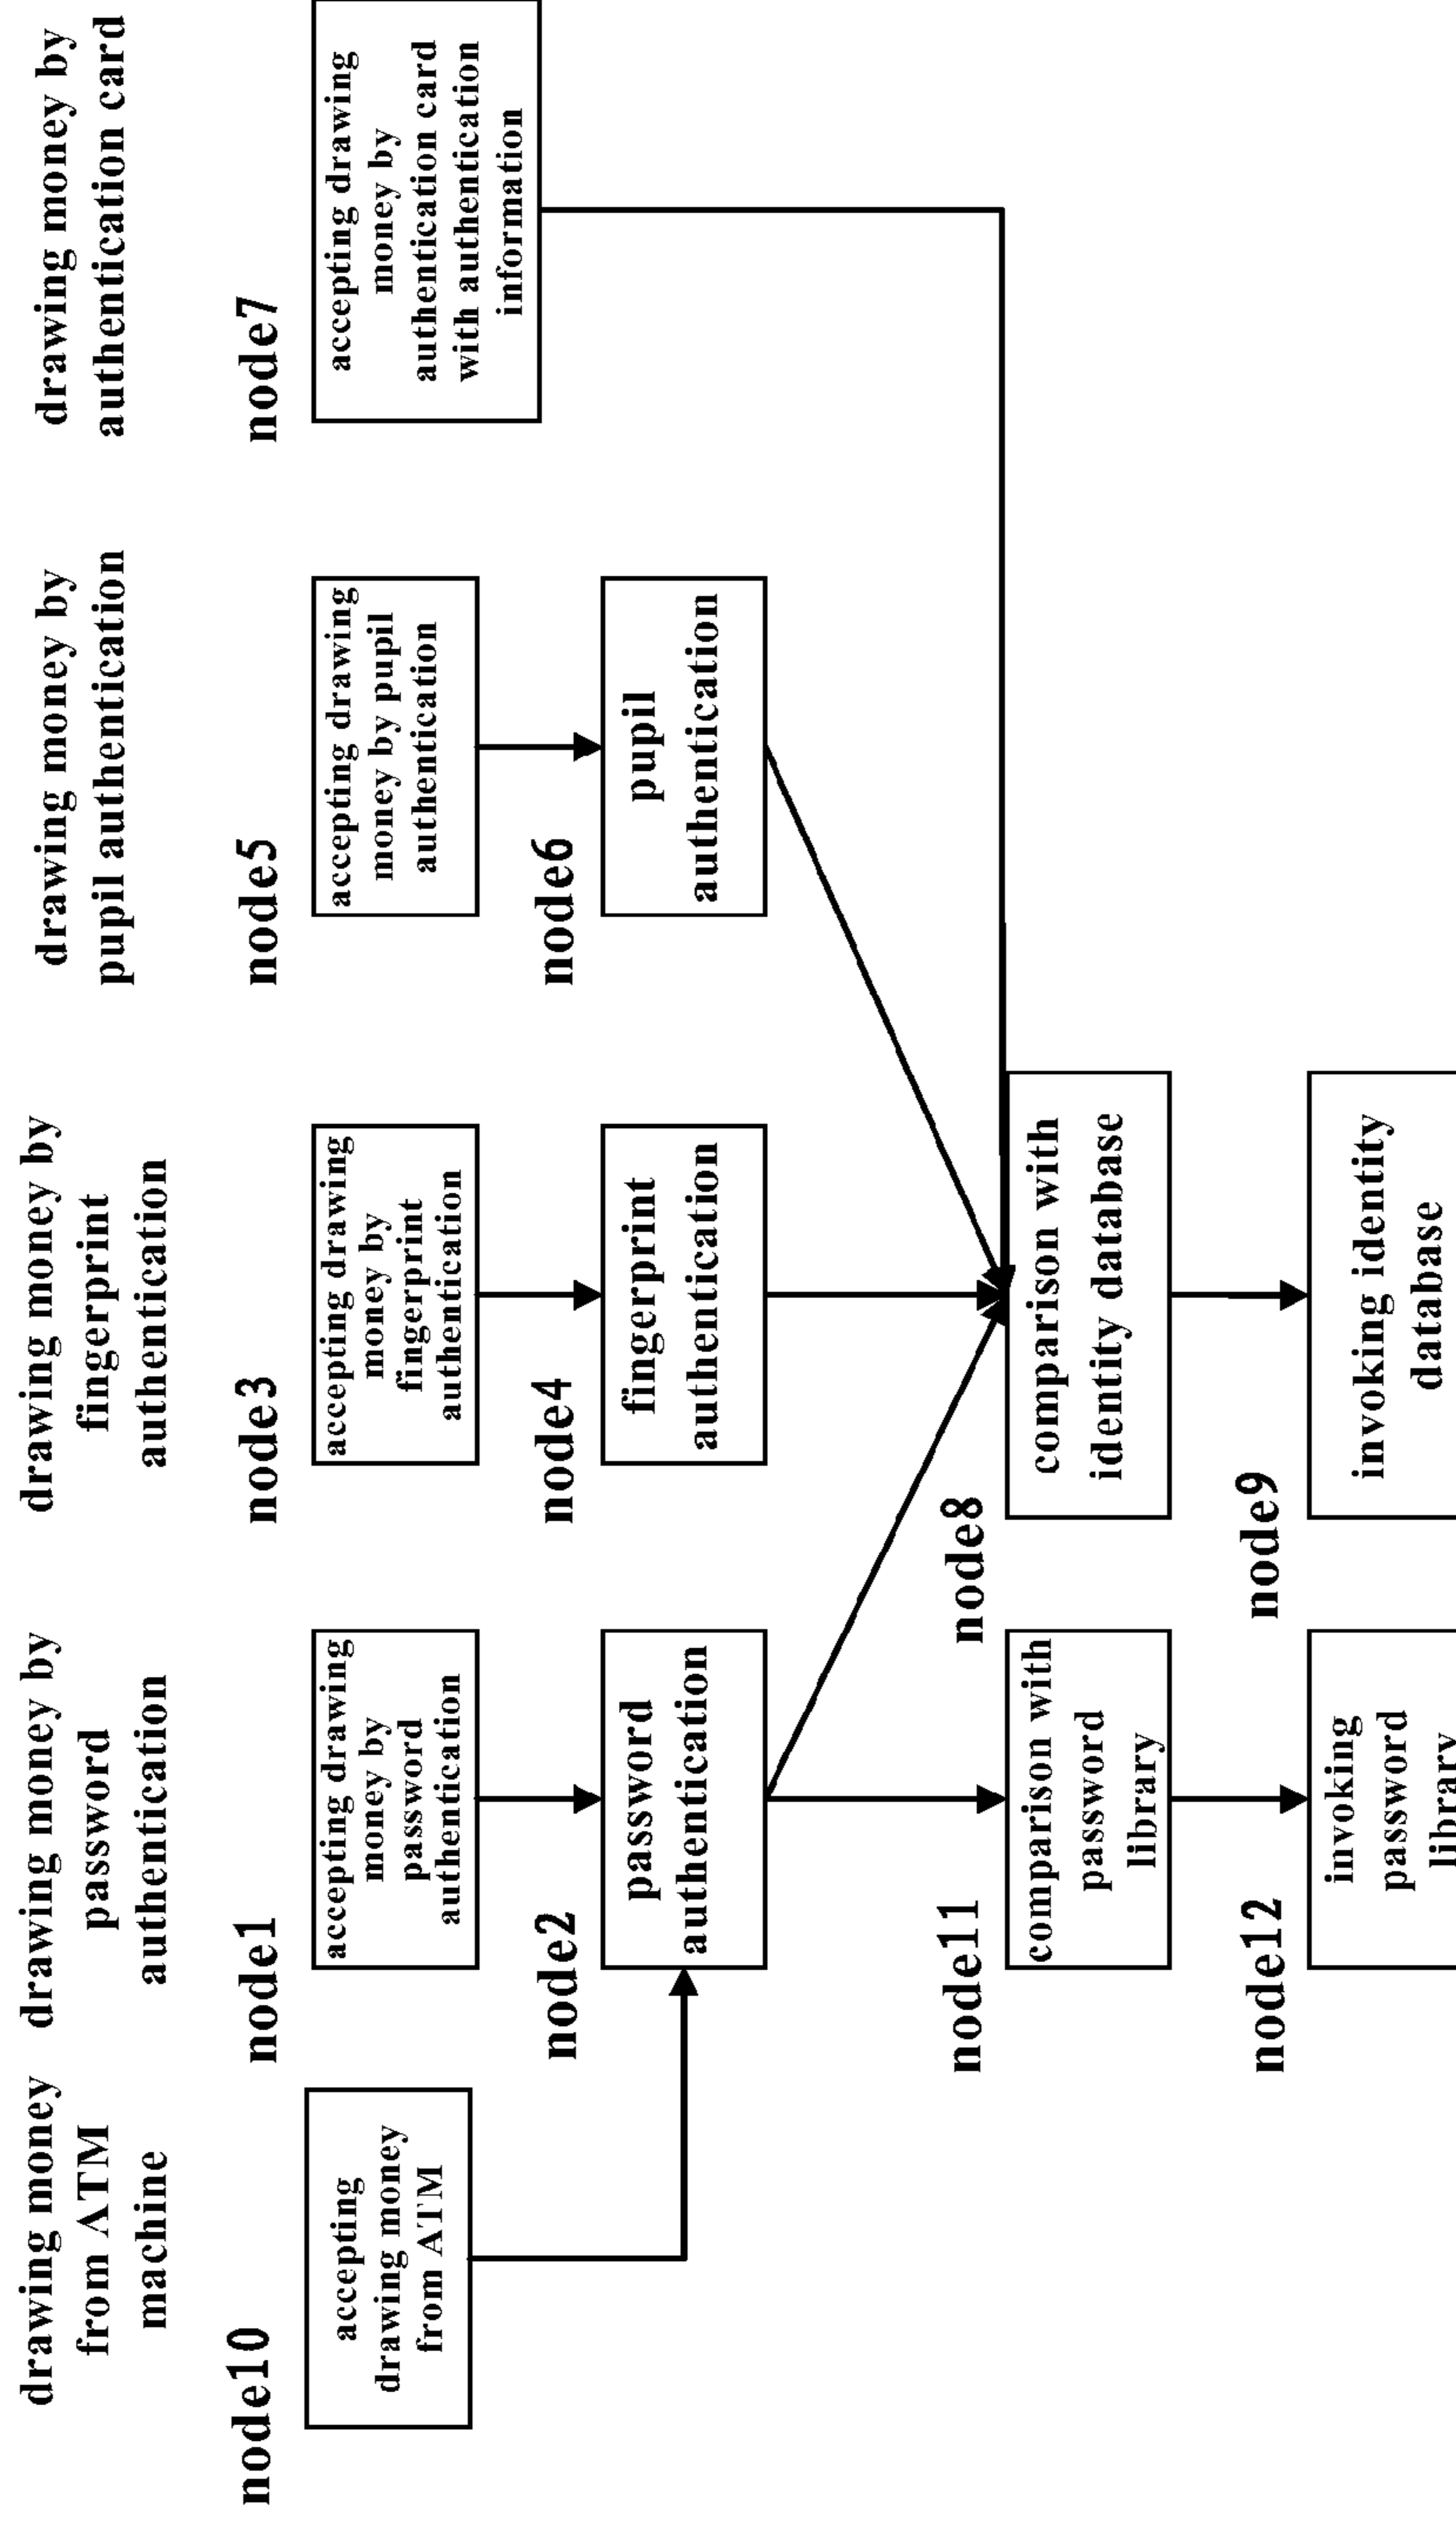 drawing money
from ATM
machine
drawing money by
password
authentication
drawing money by
fingerprint
authentication
drawing money by
pupil authentication
drawing money by
authentication card
node10
accepting
drawing money
from ATM
node1
accepting drawing
money by
password
authentication
node3
accepting drawing
money by
fingerprint
authentication
node5
accepting drawing
money by pupil
authentication
node7
accepting drawing
money by
authentication card
with authentication
information
node2
password
authentication
node4
fingerprint
authentication
node6
pupil
authentication
node11
comparison with
password
library
node8
comparison with
identity database
node12
invoking
password
library
node9
invoking identity
database